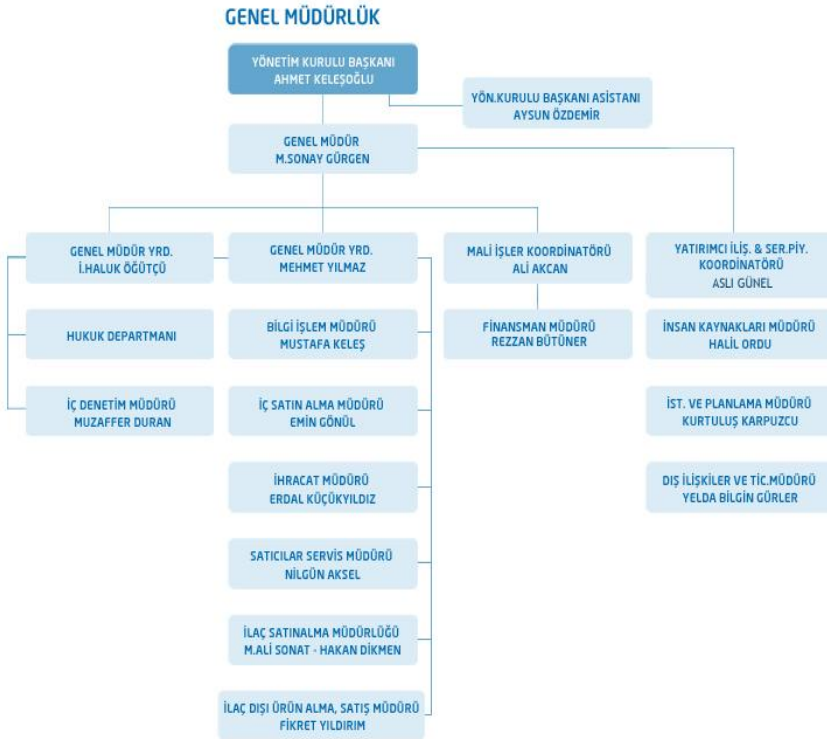 GENEL MÜDÜRLÜK
YÖNETİM KURULU BAŞKANI
AHMET KELEŞOĞLU
YÖN.KURULU BAŞKANI ASİSTANI
AYSUN ÖZDEMİR
GENEL MÜDÜR
M.SONAY GÜRGEN
GENEL MÜDÜR YRD.
İ.HALUK ÖĞÜTÇÜ
GENEL MÜDÜR YRD.
MEHMET YILMAZ
MALİ İŞLER KOORDİNATÖRÜ
ALİ AKCAN
YATIRIMCI İLİŞ. & SER.PİY.
KOORDİNATÖRÜ
ASLI GÜNEL
HUKUK DEPARTMANI
BİLGİ İŞLEM MÜDÜRÜ
MUSTAFA KELEŞ
FİNANSMAN MÜDÜRÜ
REZZAN BÜTÜNER
İNSAN KAYNAKLARI MÜDÜRÜ
HALİL ORDU
İÇ DENETİM MÜDÜRÜ
MUZAFFER DURAN
İÇ SATIN ALMA MÜDÜRÜ
EMİN GÖNÜL
İST. VE PLANLAMA MÜDÜRÜ
KURTULUŞ KARPUZCU
İHRACAT MÜDÜRÜ
ERDAL KÜÇÜKYILDIZ
DIŞ İLİŞKİLER VE TİC.MÜDÜRÜ
YELDA BİLGİN GÜRLER
SATICILAR SERVİS MÜDÜRÜ
NİLGÜN AKSEL
İLAÇ SATINALMA MÜDÜRLÜĞÜ
M.ALİ SONAT - HAKAN DİKMEN
İLAÇ DIŞI ÜRÜN ALMA, SATIŞ MÜDÜRÜ
FİKRET YILDIRIM